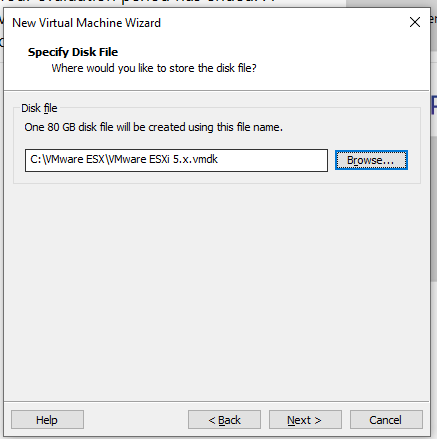 New Virtual Machine Wizard
Specify Disk File
Where would you like to store the disk file?
Disk file
One 80 GB disk file will be created using this file name.
C:\VMware ESX\VMware ESXi 5.x.vmdk
Browse...
Help
< Back
Next >
Cancel